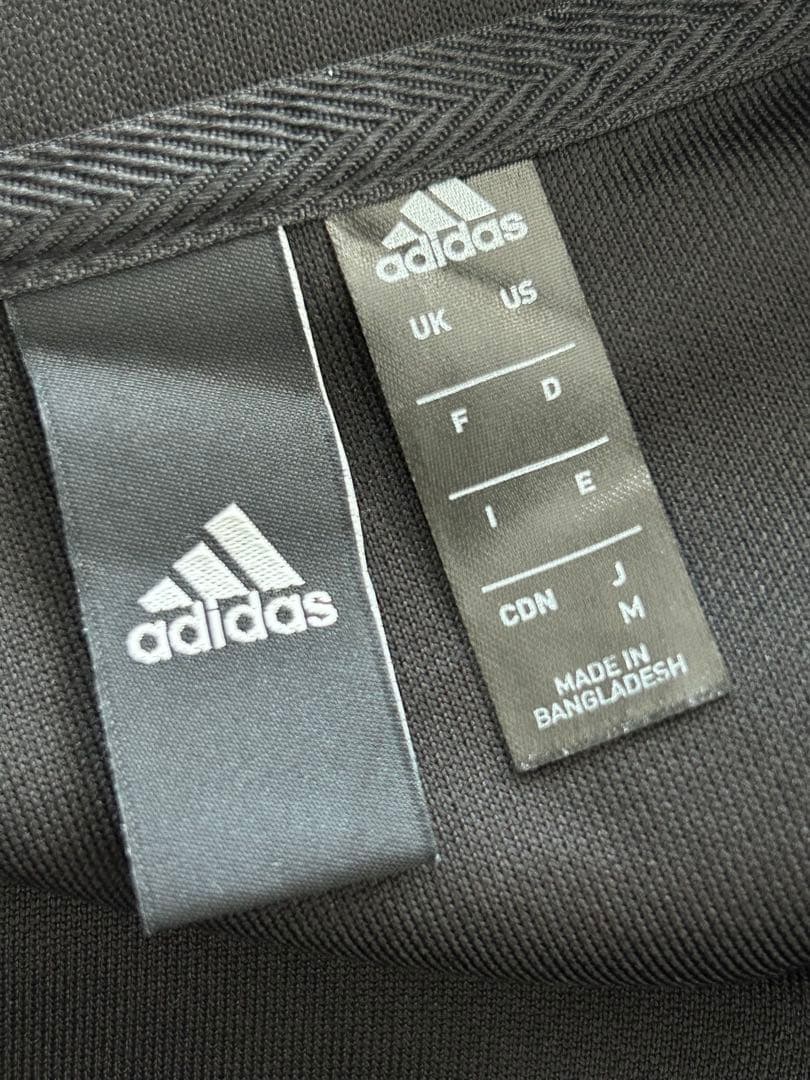 adidas
adidas
UK US
F D
I E
CDN J
M
MADE IN
BANGLADESH